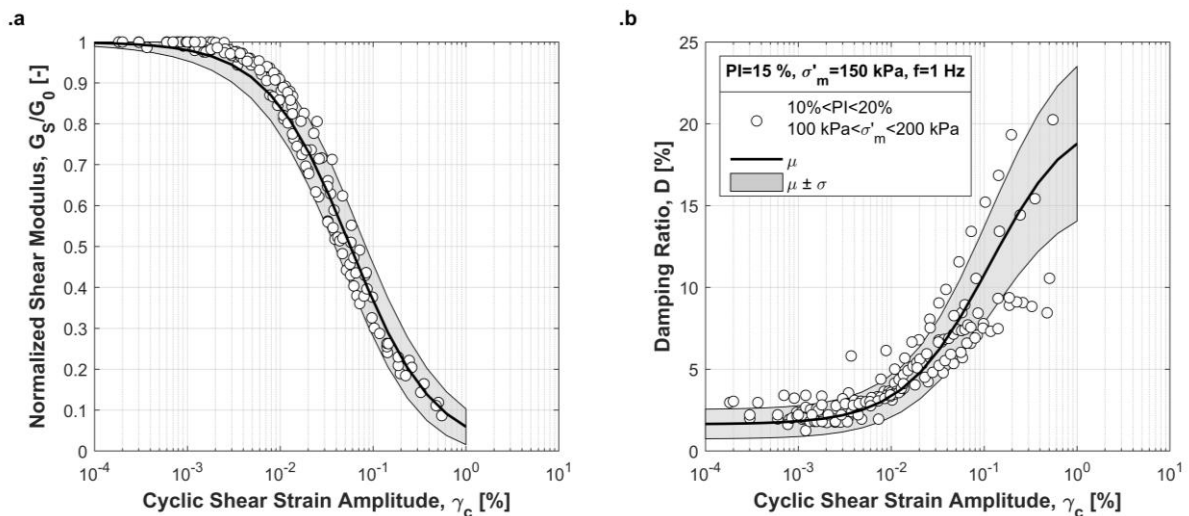 .a
1
0.9
0.8
0.7
0.6
0.5
0.4
0.3
0.2
0.1
0
Normalized Shear Modulus, G_S/G_0 [-]
10^-4 10^-3 10^-2 10^-1 10^0 10^1
Cyclic Shear Strain Amplitude, γ_c [%]
.b
25
20
15
10
5
0
Damping Ratio, D [%]
PI=15 %, σ'_m=150 kPa, f=1 Hz
10%<PI<20%
100 kPa<σ'_m<200 kPa
μ
μ ± σ
10^-4 10^-3 10^-2 10^-1 10^0 10^1
Cyclic Shear Strain Amplitude, γ_c [%]